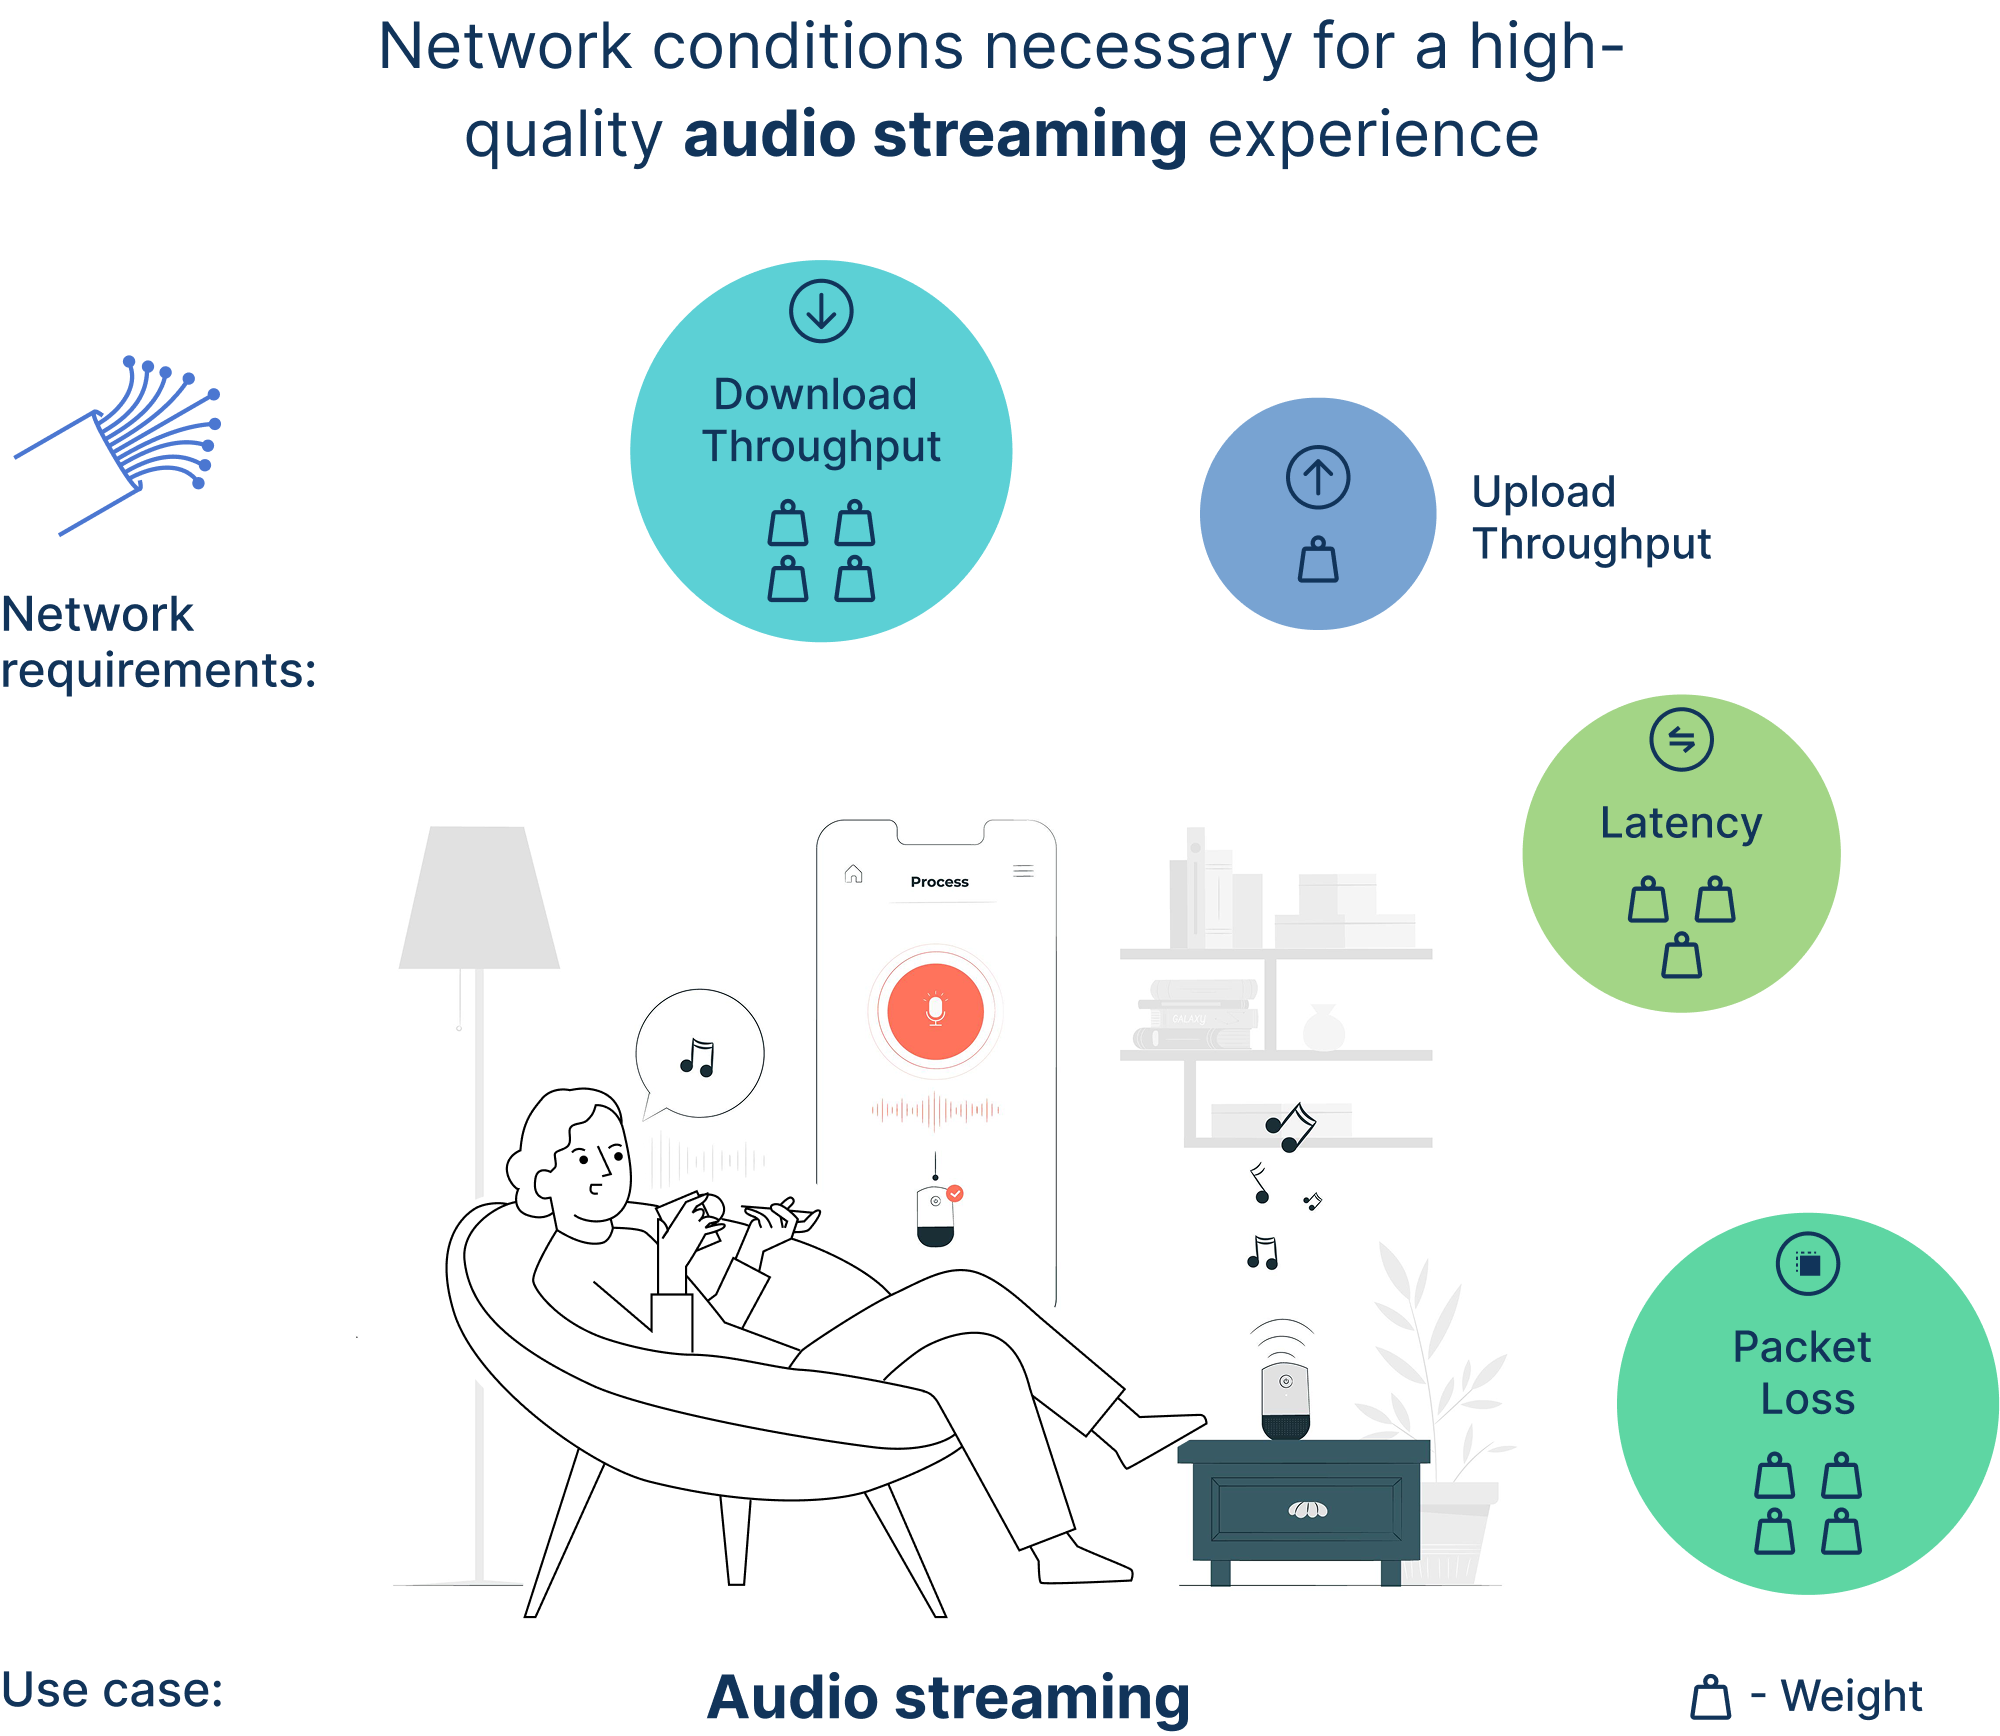 Network conditions necessary for a high-
quality audio streaming experience
Download
Throughput
Upload
Throughput
Network
requirements:
Latency
Process
GALAXY
Packet
Loss
Use case:
Audio streaming
- Weight